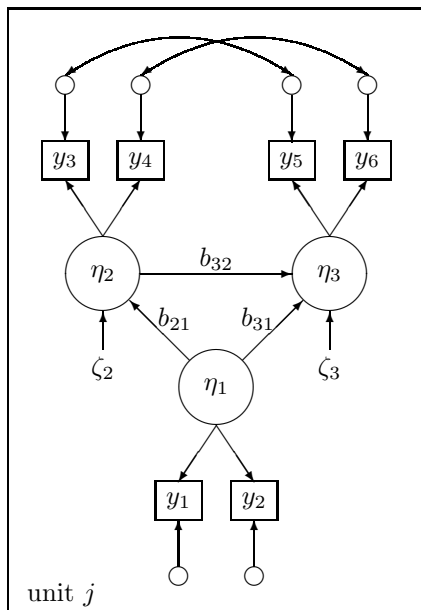 y₃ y₄ y₅ y₆
b₃₂
η₂ η₃
b₂₁ b₃₁
ζ₂ η₁ ζ₃
y₁ y₂
unit j